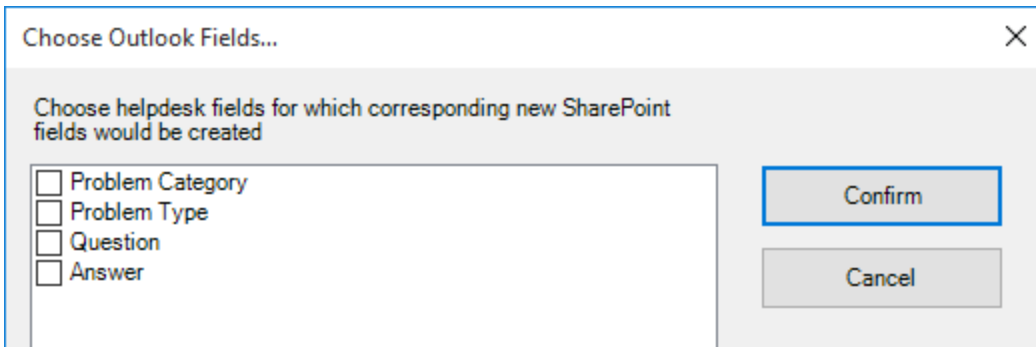 Choose Outlook Fields...
Choose helpdesk fields for which corresponding new SharePoint
fields would be created
Problem Category
Problem Type
Question
Answer
Confirm
Cancel